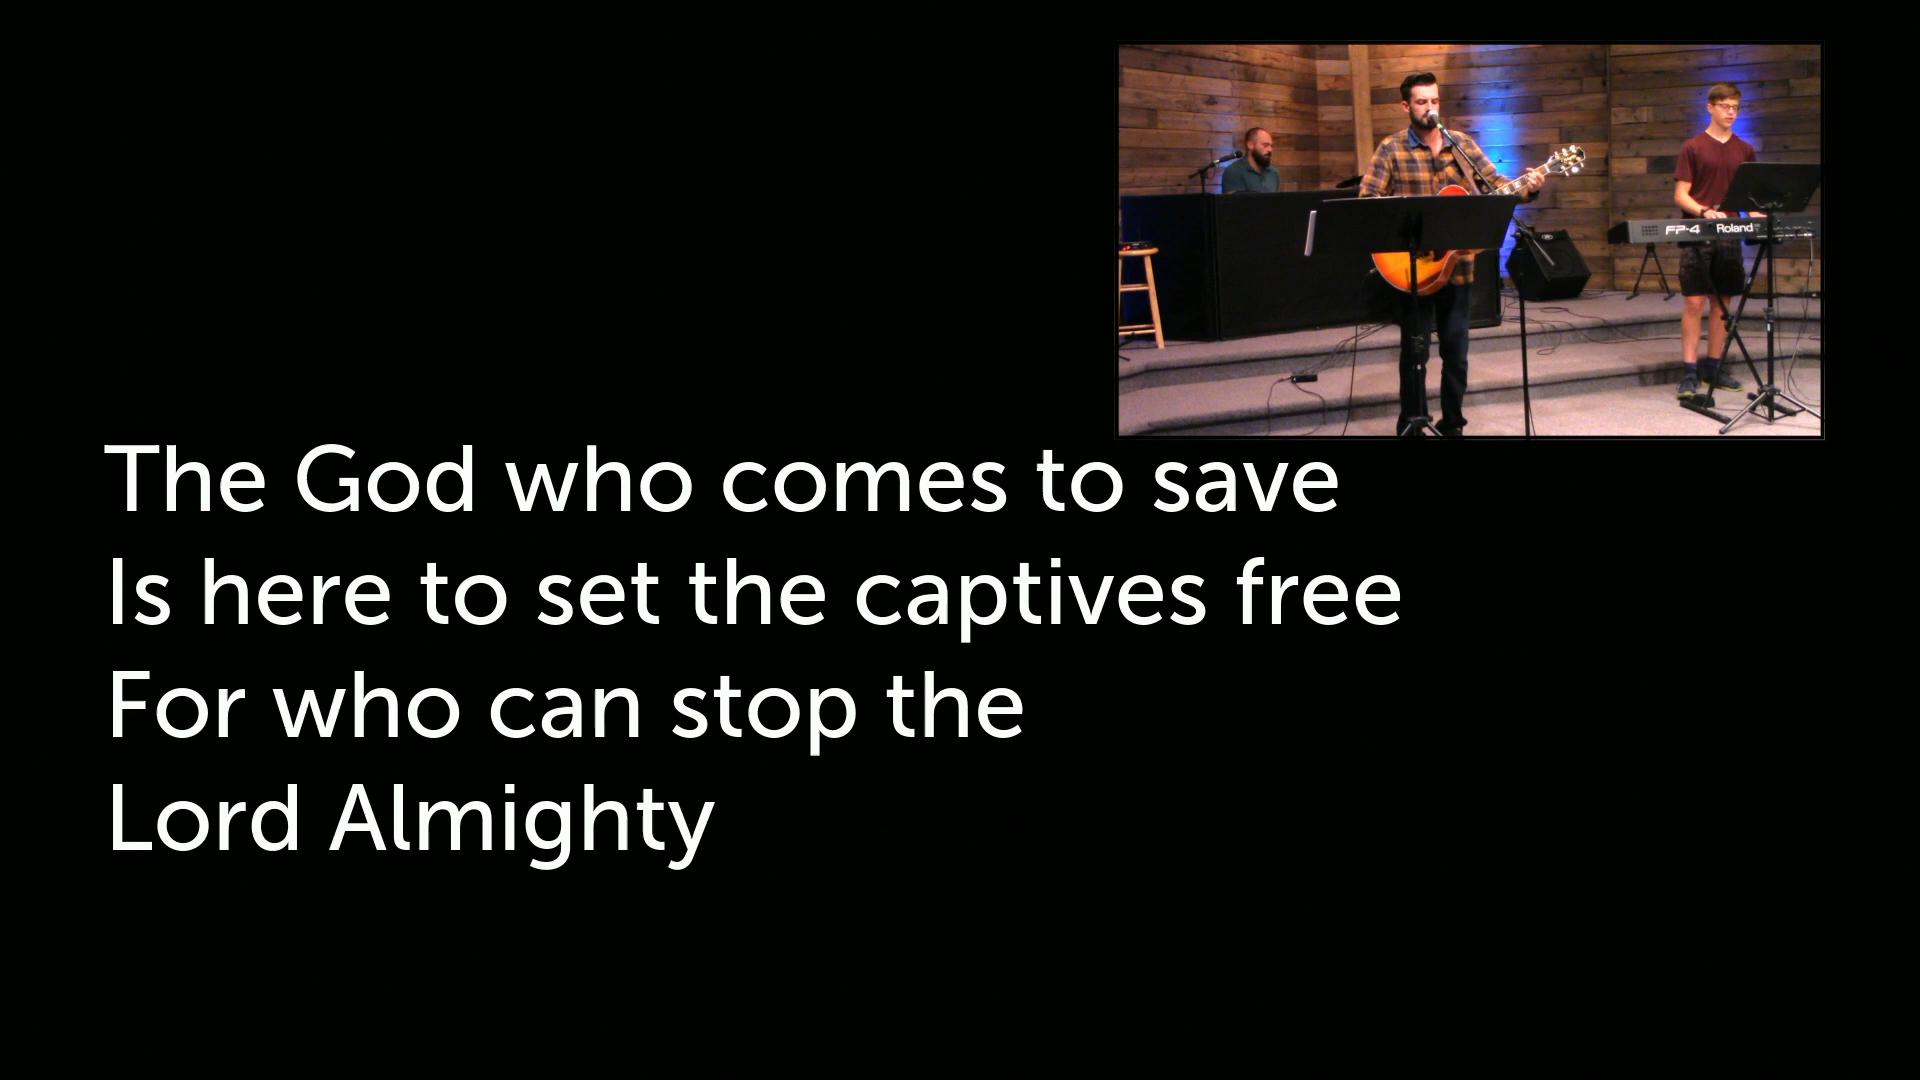 FP-4 Roland
The God who comes to save
Is here to set the captives free
For who can stop the
Lord Almighty